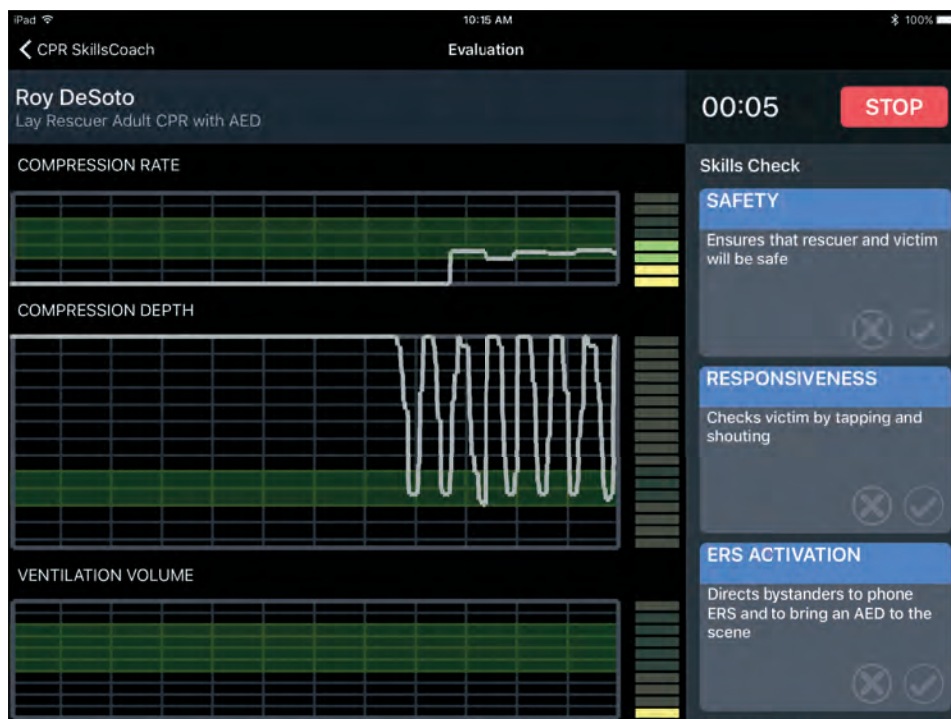 iPad
10:15 AM
100%
CPR SkillsCoach
Evaluation
Roy DeSoto
Lay Rescuer Adult CPR with AED
00:05
STOP
COMPRESSION RATE
COMPRESSION DEPTH
VENTILATION VOLUME
Skills Check
SAFETY
Ensures that rescuer and victim
will be safe
RESPONSIVENESS
Checks victim by tapping and
shouting
ERS ACTIVATION
Directs bystanders to phone
ERS and to bring an AED to the
scene